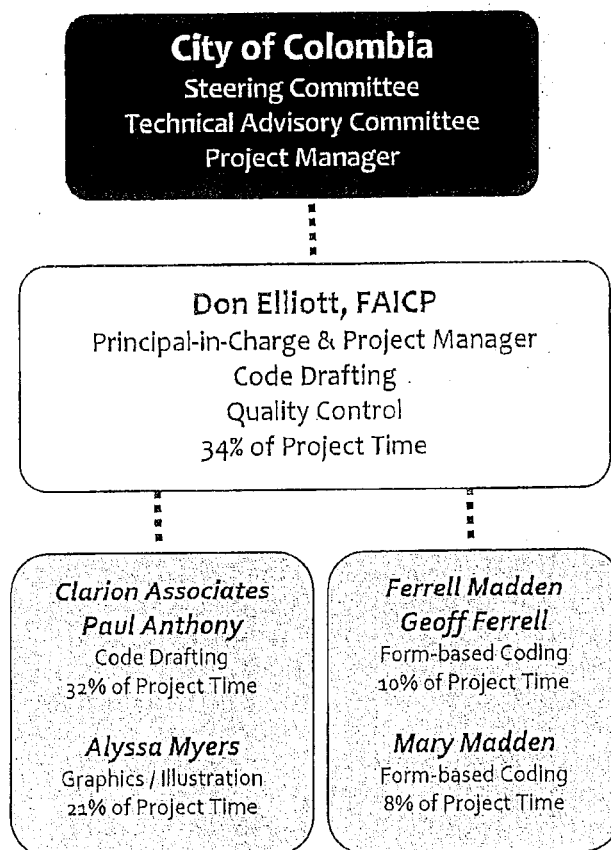 City of Colombia
Steering Committee
Technical Advisory Committee
Project Manager
Don Elliott, FAICP
Principal-in-Charge & Project Manager
Code Drafting
Quality Control
34% of Project Time
Clarion Associates
Paul Anthony
Code Drafting
32% of Project Time
Alyssa Myers
Graphics / Illustration
21% of Project Time
Ferrell Madden
Geoff Ferrell
Form-based Coding
10% of Project Time
Mary Madden
Form-based Coding
8% of Project Time